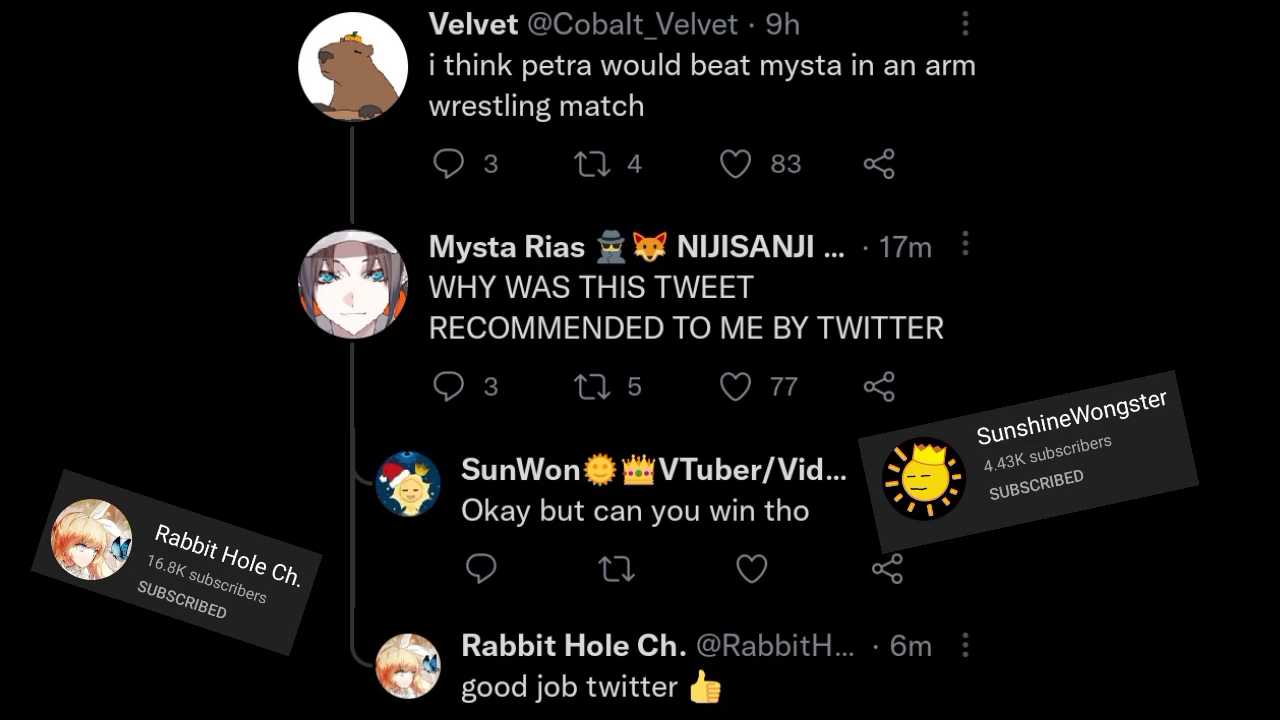 Velvet @Cobalt_Velvet · 9h
i think petra would beat mysta in an arm
wrestling match
3 4 83
Mysta Rias 🕵️🦊 NIJISANJI ... · 17m
WHY WAS THIS TWEET
RECOMMENDED TO ME BY TWITTER
3 5 77
SunWon🌞👑VTuber/Vid...
Okay but can you win tho
SunshineWongster
4.43K subscribers
SUBSCRIBED
Rabbit Hole Ch.
16.8K subscribers
SUBSCRIBED
Rabbit Hole Ch. @RabbitH... · 6m
good job twitter 👍